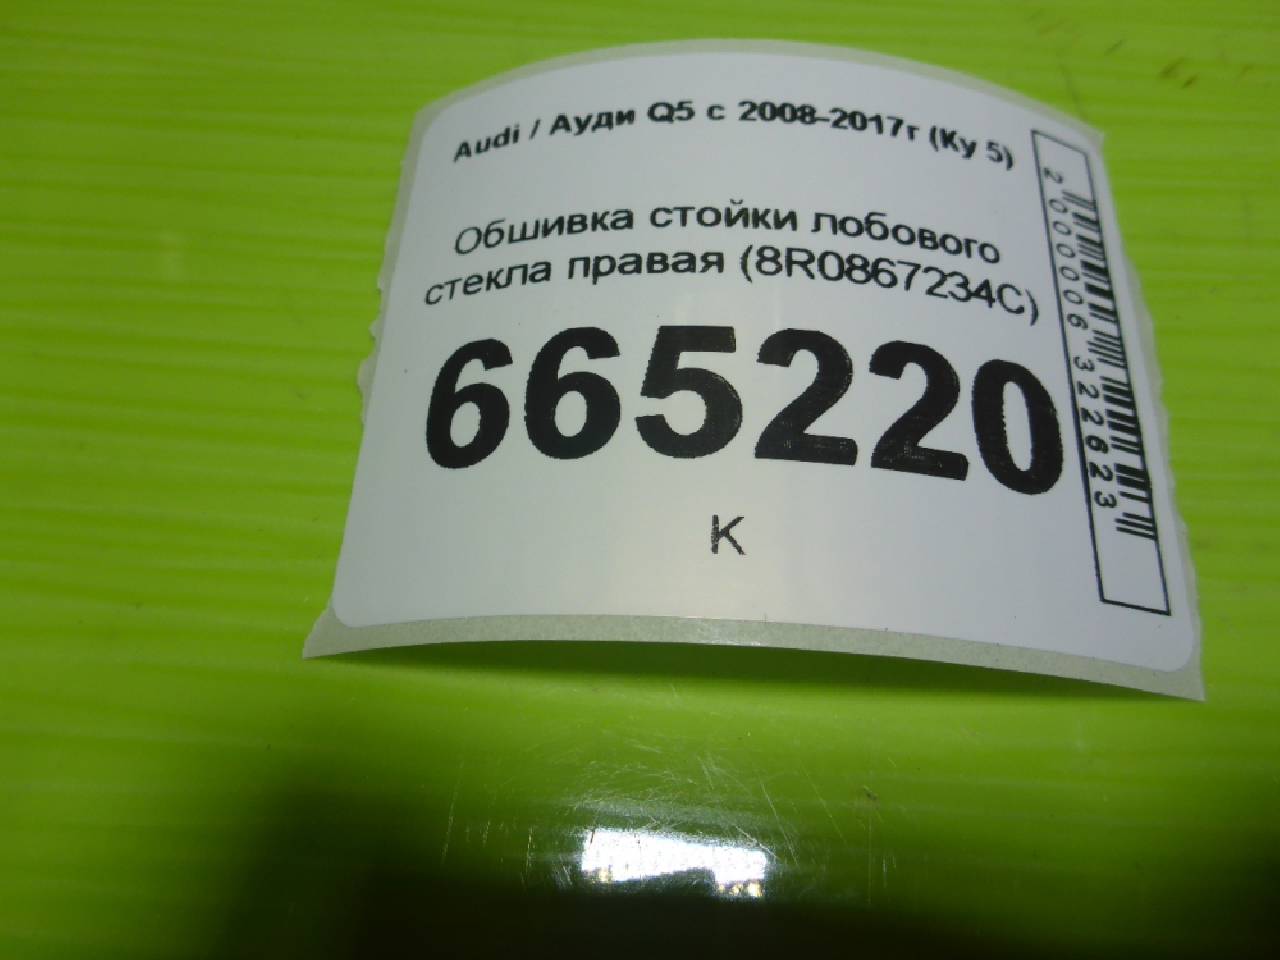 Audi / Ауди Q5 с 2008-2017г (Ку 5)
Обшивка стойки лобового
стекла правая (8R0867234C)
665220
К
2000006322623